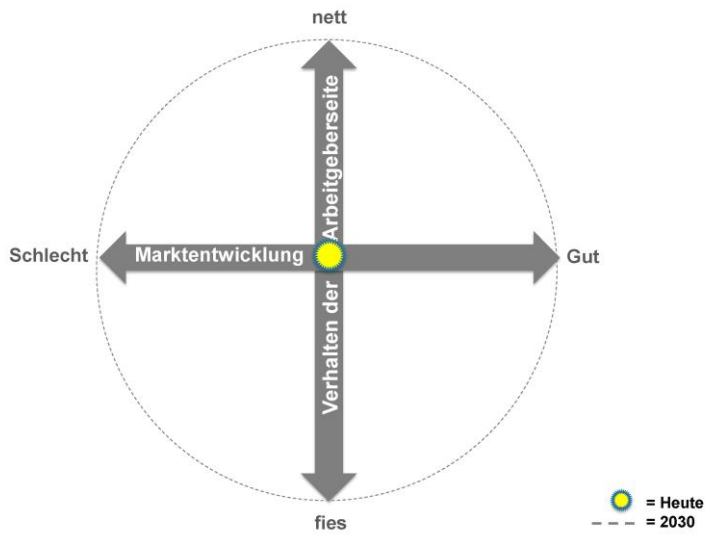 nett
Verhalten der Arbeitgeberseite
Schlecht
Marktentwicklung
Gut
fies
= Heute
= 2030